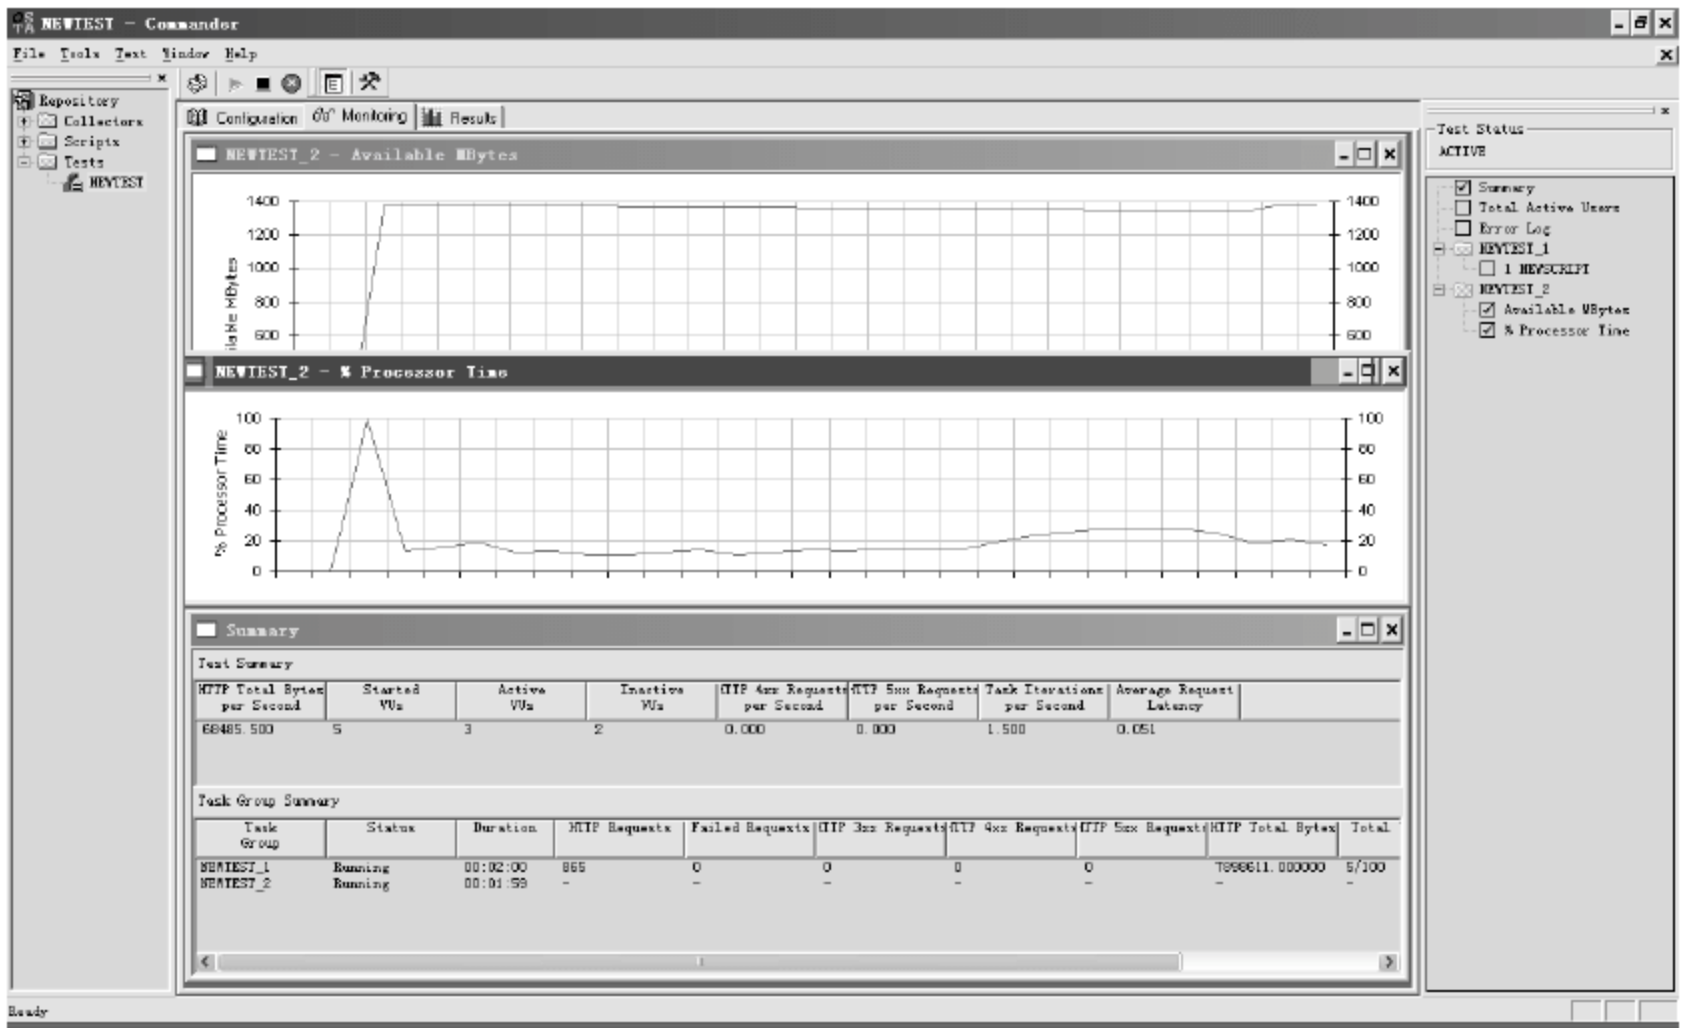 NEWTEST - Commander
File Tools Test Window Help
Repository
Collectors
Scripts
Tests
NEWTEST
Configuration Monitoring Results
NEWTEST_2 - Available MBytes
1400 1400
1200 1200
1000 1000
800 800
600 600
NEWTEST_2 - % Processor Time
% Processor Time
100 100
80 80
60 60
40 40
20 20
0 0
Summary
Test Summary
HTTP Total Bytes per Second Started VUs Active VUs Inactive VUs HTTP 4xx Requests per Second HTTP 5xx Requests per Second Task Iterations per Second Average Request Latency
68485.500 5 3 2 0.000 0.000 1.500 0.051
Task Group Summary
Task Group Status Duration HTTP Requests Failed Requests HTTP 3xx Requests HTTP 4xx Requests HTTP 5xx Requests HTTP Total Bytes Total
NEWTEST_1 Running 00:02:00 865 0 0 0 0 7898611.000000 5/100
NEWTEST_2 Running 00:01:59 - - - - - - -
Test Status
ACTIVE
Summary
Total Active Users
Error Log
NEWTEST_1
1 NEWSCRIPT
NEWTEST_2
Available MBytes
% Processor Time
Ready